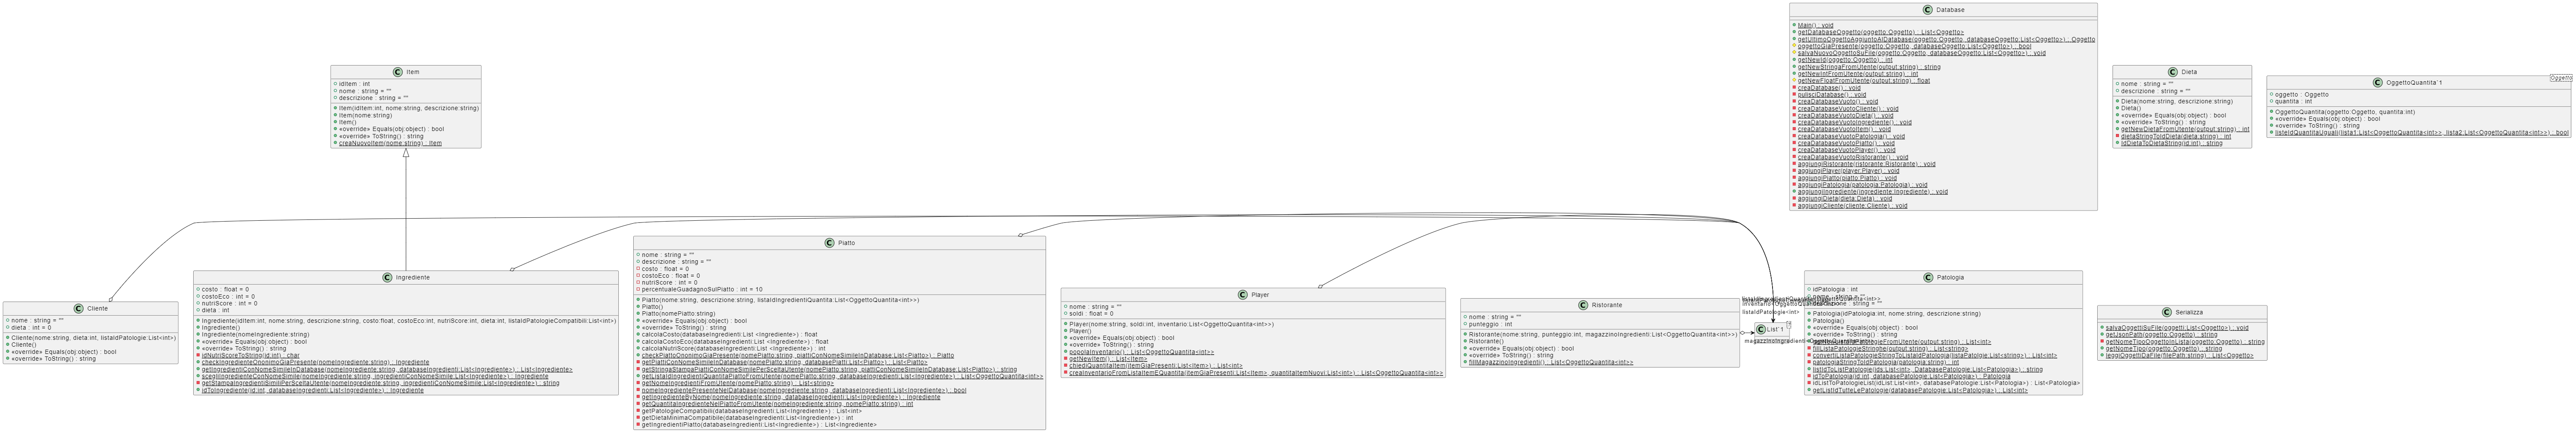 Database
Main() : void
getDatabaseOggetto(oggetto:Oggetto) : List<Oggetto>
getUltimoOggettoAggiuntoAlDatabase(oggetto:Oggetto, databaseOggetto:List<Oggetto>) : Oggetto
oggettoGiaPresente(oggetto:Oggetto, databaseOggetto:List<Oggetto>) : bool
salvaNuovoOggettoSuFile(oggetto:Oggetto, databaseOggetto:List<Oggetto>) : void
getNewId(oggetto:Oggetto) : int
getNewStringaFromUtente(output:string) : string
getNewIntFromUtente(output:string) : int
getNewFloatFromUtente(output:string) : float
creaDatabase() : void
pulisciDatabase() : void
creaDatabaseVuoto() : void
creaDatabaseVuotoCliente() : void
creaDatabaseVuotoDieta() : void
creaDatabaseVuotoIngrediente() : void
creaDatabaseVuotoItem() : void
creaDatabaseVuotoPatologia() : void
creaDatabaseVuotoPiatto() : void
creaDatabaseVuotoPlayer() : void
creaDatabaseVuotoRistorante() : void
aggiungiRistorante(ristorante:Ristorante) : void
aggiungiPlayer(player:Player) : void
aggiungiPiatto(piatto:Piatto) : void
aggiungiPatologia(patologia:Patologia) : void
aggiungiIngrediente(ingrediente:Ingrediente) : void
aggiungiDieta(dieta:Dieta) : void
aggiungiCliente(cliente:Cliente) : void
Item
idItem : int
nome : string = ""
descrizione : string = ""
Item(idItem:int, nome:string, descrizione:string)
Item(nome:string)
Item()
«override» Equals(obj:object) : bool
«override» ToString() : string
creaNuovoItem(nome:string) : Item
Dieta
nome : string = ""
descrizione : string = ""
Dieta(nome:string, descrizione:string)
Dieta()
«override» Equals(obj:object) : bool
«override» ToString() : string
getNewDietaFromUtente(output:string) : int
dietaStringToIdDieta(dieta:string) : int
IdDietaToDietaString(id:int) : string
OggettoQuantita`1
Oggetto
oggetto : Oggetto
quantita : int
OggettoQuantita(oggetto:Oggetto, quantita:int)
«override» Equals(obj:object) : bool
«override» ToString() : string
listeIdQuantitaUguali(lista1:List<OggettoQuantita<int>>, lista2:List<OggettoQuantita<int>>) : bool
Cliente
nome : string = ""
dieta : int = 0
Cliente(nome:string, dieta:int, listaIdPatologie:List<int>)
Cliente()
«override» Equals(obj:object) : bool
«override» ToString() : string
Ingrediente
costo : float = 0
costoEco : int = 0
nutriScore : int = 0
dieta : int
Ingrediente(idItem:int, nome:string, descrizione:string, costo:float, costoEco:int, nutriScore:int, dieta:int, listaIdPatologieCompatibili:List<int>)
Ingrediente()
Ingrediente(nomeIngrediente:string)
«override» Equals(obj:object) : bool
«override» ToString() : string
idNutriScoreToString(id:int) : char
checkIngredienteOnonimoGiaPresente(nomeIngrediente:string) : Ingrediente
getIngredientiConNomeSimileInDatabase(nomeIngrediente:string, databaseIngredienti:List<Ingrediente>) : List<Ingrediente>
scegliIngredienteConNomeSimile(nomeIngrediente:string, ingredientiConNomeSimile:List<Ingrediente>) : Ingrediente
getStampaIngredientiSimiliPerSceltaUtente(nomeIngrediente:string, ingredientiConNomeSimile:List<Ingrediente>) : string
idToIngrediente(id:int, databaseIngredienti:List<Ingrediente>) : Ingrediente
Piatto
nome : string = ""
descrizione : string = ""
costo : float = 0
costoEco : float = 0
nutriScore : int = 0
percentualeGuadagnoSulPiatto : int = 10
Piatto(nome:string, descrizione:string, listaIdIngredientiQuantita:List<OggettoQuantita<int>>)
Piatto()
Piatto(nomePiatto:string)
«override» Equals(obj:object) : bool
«override» ToString() : string
calcolaCosto(databaseIngredienti:List <Ingrediente>) : float
calcolaCostoEco(databaseIngredienti:List <Ingrediente>) : float
calcolaNutriScore(databaseIngredienti:List <Ingrediente>) : int
checkPiattoOnonimoGiaPresente(nomePiatto:string, piattiConNomeSimileInDatabase:List<Piatto>) : Piatto
getPiattiConNomeSimileInDatabase(nomePiatto:string, databasePiatti:List<Piatto>) : List<Piatto>
getStringaStampaPiattiConNomeSimilePerSceltaUtente(nomePiatto:string, piattiConNomeSimileInDatabase:List<Piatto>) : string
getListaIdIngredientiQuantitaPiattoFromUtente(nomePiatto:string, databaseIngredienti:List<Ingrediente>) : List<OggettoQuantita<int>>
getNomeIngredientiFromUtente(nomePiatto:string) : List<string>
nomeIngredientePresenteNelDatabase(nomeIngrediente:string, databaseIngredienti:List<Ingrediente>) : bool
getIngredienteByNome(nomeIngrediente:string, databaseIngredienti:List<Ingrediente>) : Ingrediente
getQuantitaIngredienteNelPiattoFromUtente(nomeIngrediente:string, nomePiatto:string) : int
getPatologieCompatibili(databaseIngredienti:List<Ingrediente>) : List<int>
getDietaMinimaCompatibile(databaseIngredienti:List<Ingrediente>) : int
getIngredientiPiatto(databaseIngredienti:List<Ingrediente>) : List<Ingrediente>
Player
nome : string = ""
soldi : float = 0
Player(nome:string, soldi:int, inventario:List<OggettoQuantita<int>>)
Player()
«override» Equals(obj:object) : bool
«override» ToString() : string
popolaInventario() : List<OggettoQuantita<int>>
getNewItem() : List<Item>
chiediQuantitaItem(itemGiaPresenti:List<Item>) : List<int>
creaInventarioFromListaItemEQuantita(itemGiaPresenti:List<Item>, quantitaItemNuovi:List<int>) : List<OggettoQuantita<int>>
Ristorante
nome : string = ""
punteggio : int
Ristorante(nome:string, punteggio:int, magazzinoIngredienti:List<OggettoQuantita<int>>)
Ristorante()
«override» Equals(obj:object) : bool
«override» ToString() : string
fillMagazzinoIngredienti() : List<OggettoQuantita<int>>
listaIdPatologie<int>
List`1
Patologia
idPatologia : int
Patologia(idPatologia:int, nome:string, descrizione:string)
Patologia()
«override» Equals(obj:object) : bool
«override» ToString() : string
fillListaPatologieStringhe(output:string) : List<string>
convertiListaPatologieStringToListaIdPatologia(listaPatologie:List<string>) : List<int>
patologiaStringToIdPatologia(patologia:string) : int
listIdToListPatologie(ids:List<int>, DatabasePatologie:List<Patologia>) : string
idToPatologia(id:int, databasePatologie:List<Patologia>) : Patologia
idListToPatologieList(idList:List<int>, databasePatologie:List<Patologia>) : List<Patologia>
getListIdTutteLePatologie(databasePatologie:List<Patologia>) : List<int>
Serializza
salvaOggettiSuFile(oggetti:List<Oggetto>) : void
getJsonPath(oggetto:Oggetto) : string
getNomeTipoOggettoInList(oggetto:Oggetto) : string
getNomeTipo(oggetto:Oggetto) : string
leggiOggettiDaFile(filePath:string) : List<Oggetto>